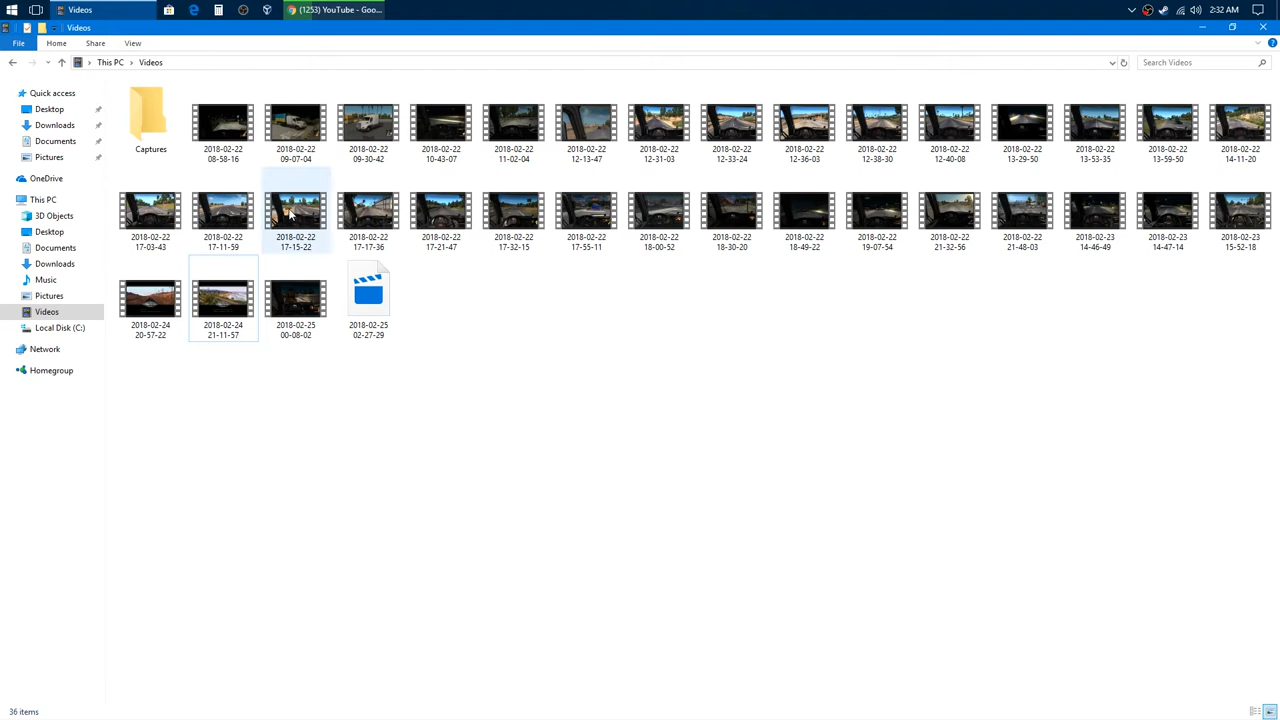 Videos
(1253) YouTube - Goo...
2:32 AM
Videos
File Home Share View
This PC Videos
Search Videos
Quick access
Desktop
Downloads
Documents
Pictures
OneDrive
This PC
3D Objects
Desktop
Documents
Downloads
Music
Pictures
Videos
Local Disk (C:)
Network
Homegroup
Captures
2018-02-22
08-58-16
2018-02-22
09-07-04
2018-02-22
09-30-42
2018-02-22
10-43-07
2018-02-22
11-02-04
2018-02-22
12-13-47
2018-02-22
12-31-03
2018-02-22
12-33-24
2018-02-22
12-36-03
2018-02-22
12-38-30
2018-02-22
12-40-08
2018-02-22
13-29-50
2018-02-22
13-53-35
2018-02-22
13-59-50
2018-02-22
14-11-20
2018-02-22
17-03-43
2018-02-22
17-11-59
2018-02-22
17-15-22
2018-02-22
17-17-36
2018-02-22
17-21-47
2018-02-22
17-32-15
2018-02-22
17-55-11
2018-02-22
18-00-52
2018-02-22
18-30-20
2018-02-22
18-49-22
2018-02-22
19-07-54
2018-02-22
21-32-56
2018-02-22
21-48-03
2018-02-23
14-46-49
2018-02-23
14-47-14
2018-02-23
15-52-18
2018-02-24
20-57-22
2018-02-24
21-11-57
2018-02-25
00-08-02
2018-02-25
02-27-29
36 items